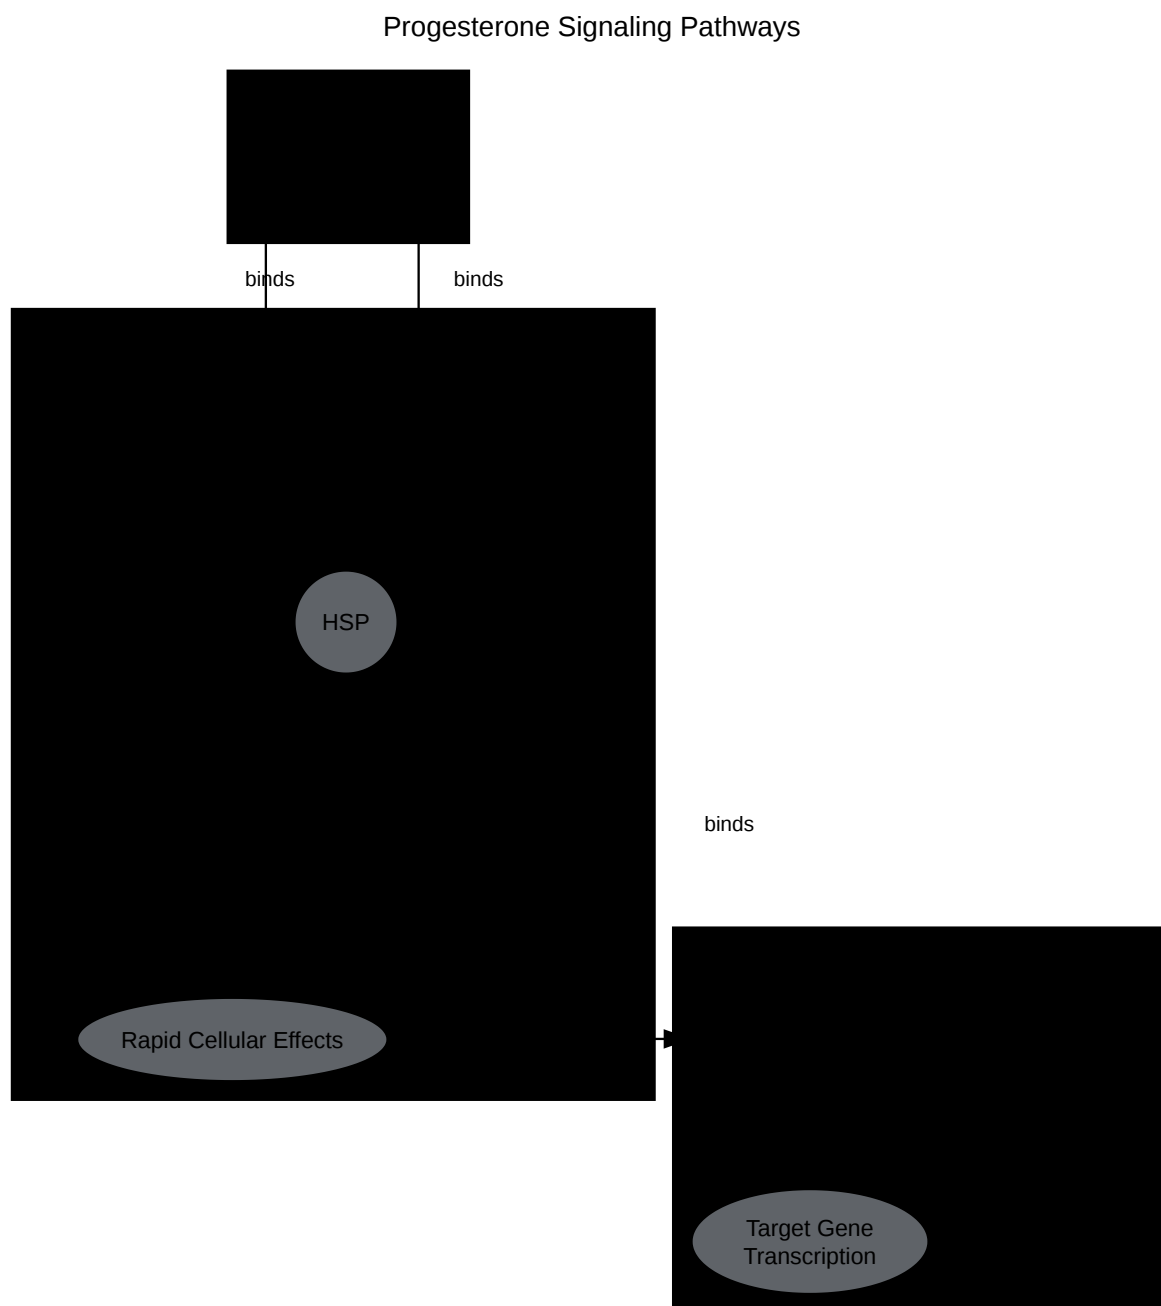 Progesterone Signaling Pathways
binds
binds
HSP
binds
Rapid Cellular Effects
Target Gene
Transcription